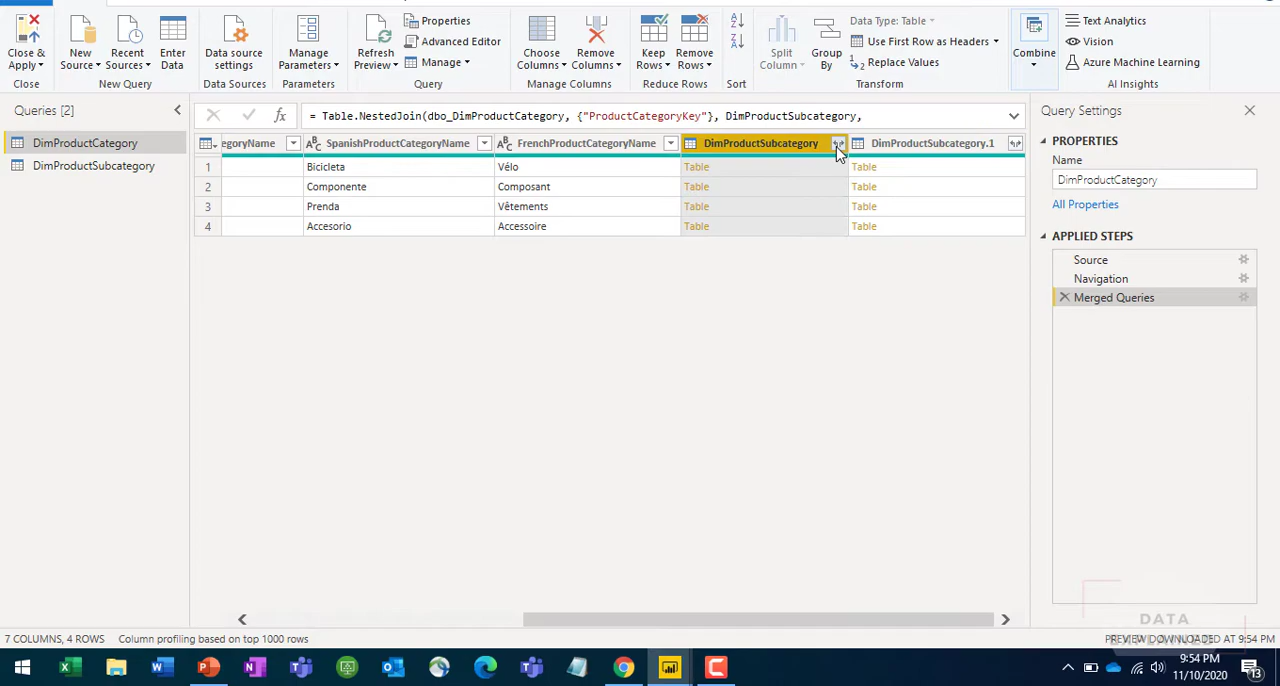 Close &
Apply
New
Source
Recent
Sources
Enter
Data
Data source
settings
Manage
Parameters
Refresh
Preview
Properties
Advanced Editor
Manage
Choose
Columns
Remove
Columns
Keep
Rows
Remove
Rows
Split
Column
Group
By
Data Type: Table
Use First Row as Headers
Replace Values
Combine
Text Analytics
Vision
Azure Machine Learning
Close
New Query
Data Sources
Parameters
Query
Manage Columns
Reduce Rows
Sort
Transform
AI Insights
Queries [2]
DimProductCategory
DimProductSubcategory
fx = Table.NestedJoin(dbo_DimProductCategory, {"ProductCategoryKey"}, DimProductSubcategory,
egoryName SpanishProductCategoryName FrenchProductCategoryName DimProductSubcategory DimProductSubcategory.1
1 Bicicleta Vélo Table Table
2 Componente Composant Table Table
3 Prenda Vêtements Table Table
4 Accesorio Accessoire Table Table
Query Settings
PROPERTIES
Name
DimProductCategory
All Properties
APPLIED STEPS
Source
Navigation
Merged Queries
DATA
7 COLUMNS, 4 ROWS Column profiling based on top 1000 rows
PREVIEW DOWNLOADED AT 9:54 PM
9:54 PM
11/10/2020
13